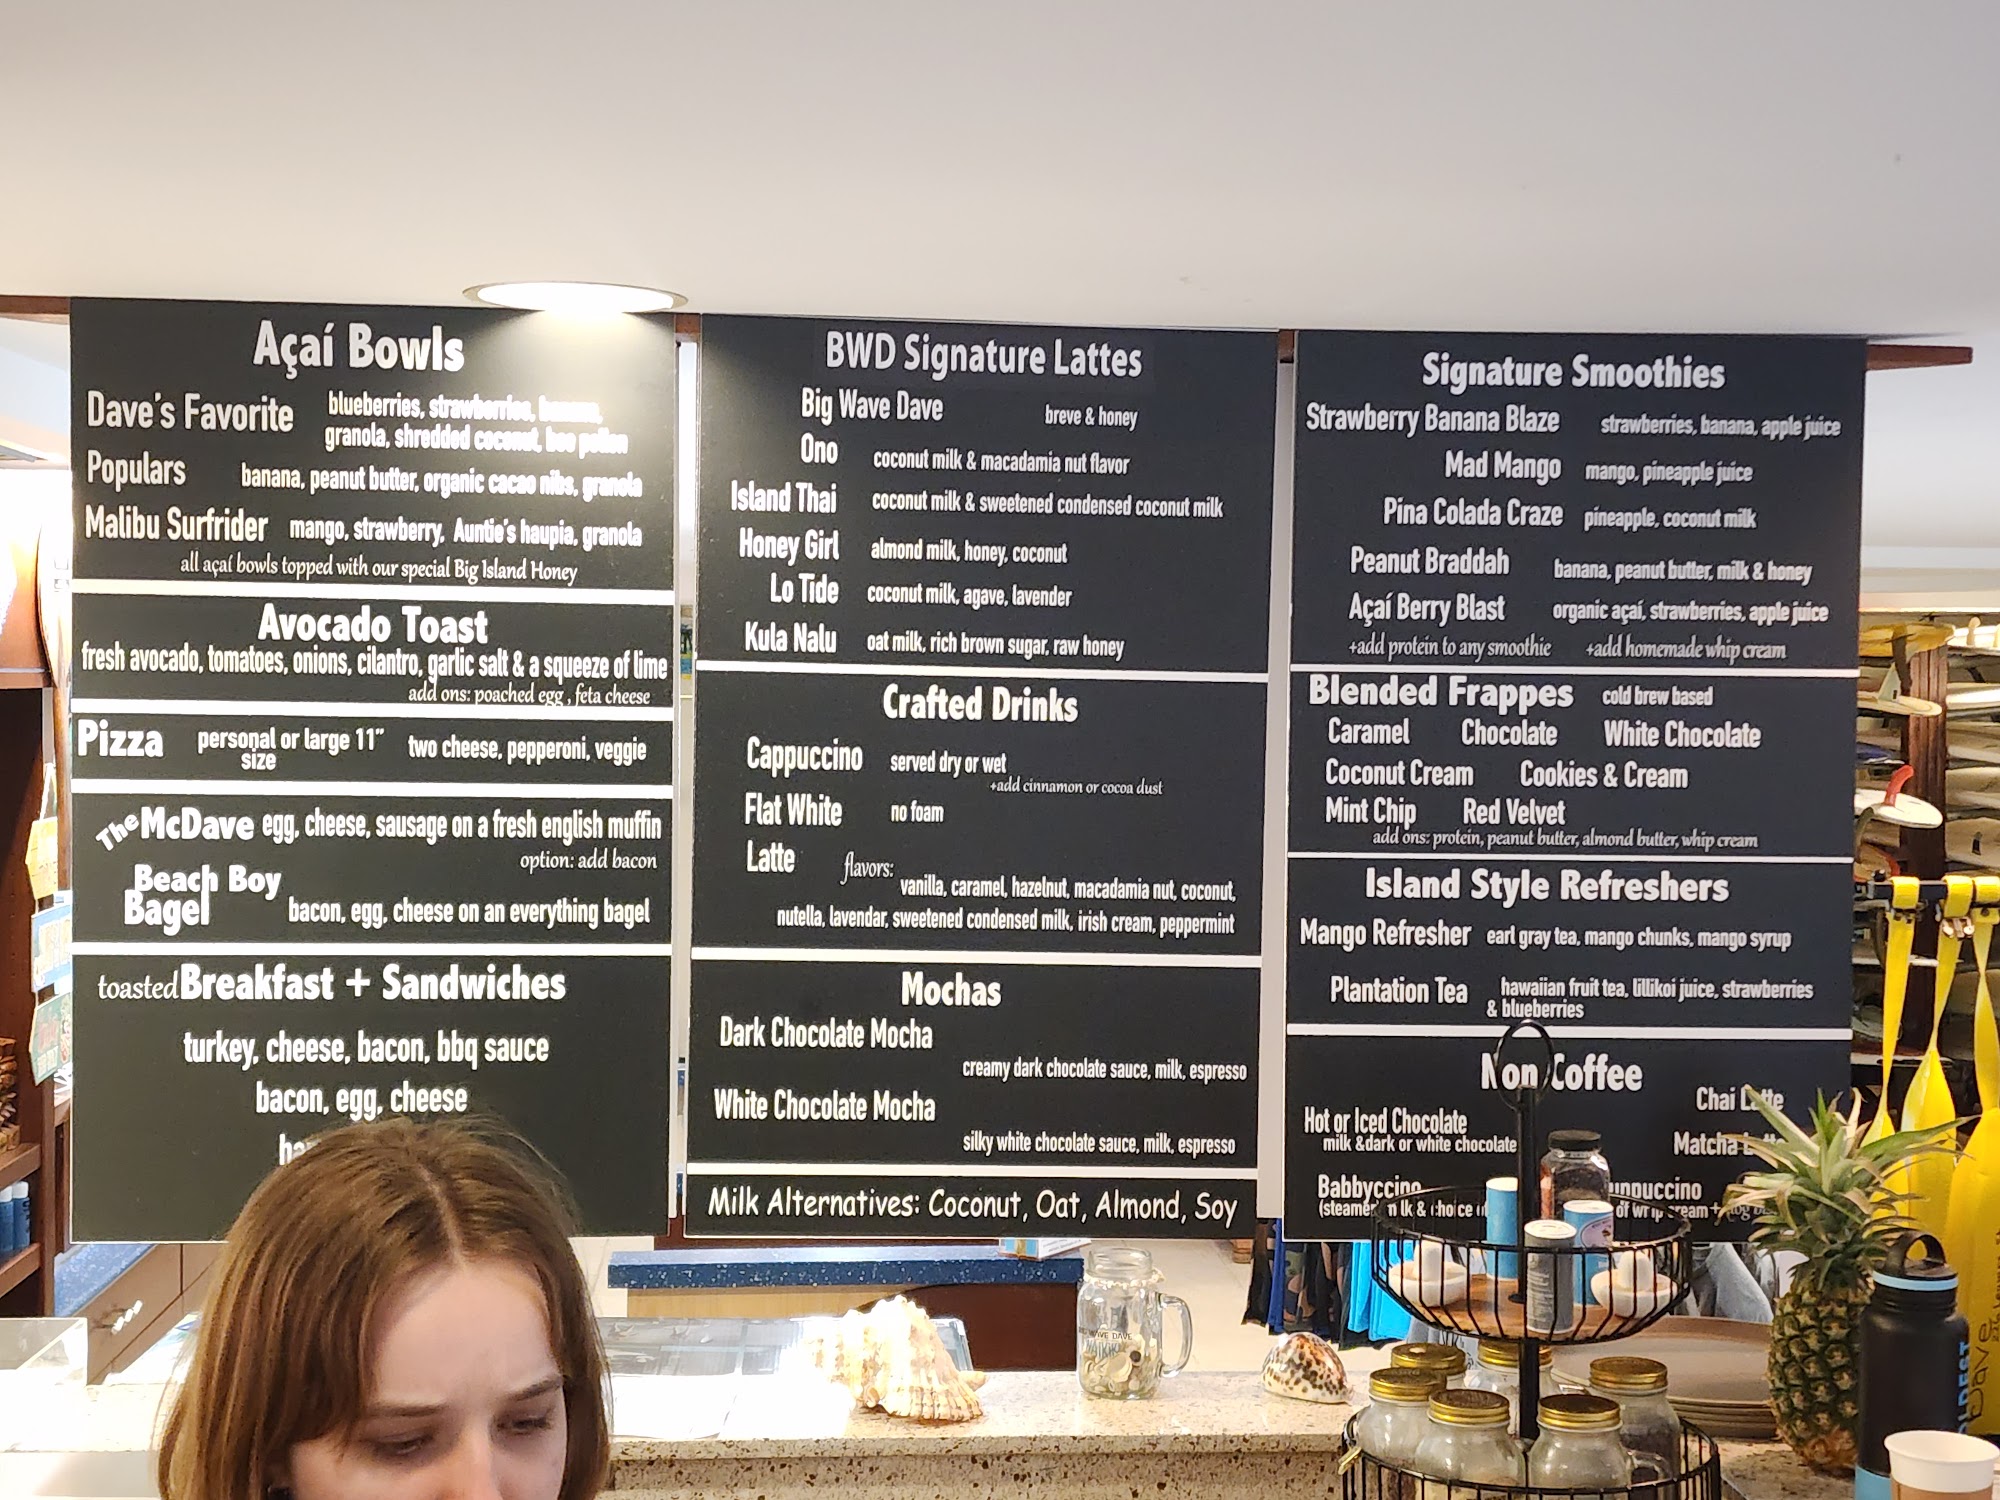 Açaí Bowls
Dave's Favorite blueberries, strawberries, banana,
granola, shredded coconut, bee pollen
Populars banana, peanut butter, organic cacao nibs, granola
Malibu Surfrider mango, strawberry, Auntie's haupia, granola
all açaí bowls topped with our special Big Island Honey
Avocado Toast
fresh avocado, tomatoes, onions, cilantro, garlic salt & a squeeze of lime
add ons: poached egg , feta cheese
Pizza personal or large 11" two cheese, pepperoni, veggie
size
The McDave egg, cheese, sausage on a fresh english muffin
option: add bacon
Beach Boy
Bagel bacon, egg, cheese on an everything bagel
toasted Breakfast + Sandwiches
turkey, cheese, bacon, bbq sauce
bacon, egg, cheese
BWD Signature Lattes
Big Wave Dave breve & honey
Ono coconut milk & macadamia nut flavor
Island Thai coconut milk & sweetened condensed coconut milk
Honey Girl almond milk, honey, coconut
Lo Tide coconut milk, agave, lavender
Kula Nalu oat milk, rich brown sugar, raw honey
Crafted Drinks
Cappuccino served dry or wet
+add cinnamon or cocoa dust
Flat White no foam
Latte flavors:
vanilla, caramel, hazelnut, macadamia nut, coconut,
nutella, lavendar, sweetened condensed milk, irish cream, peppermint
Mochas
Dark Chocolate Mocha
creamy dark chocolate sauce, milk, espresso
White Chocolate Mocha
silky white chocolate sauce, milk, espresso
Milk Alternatives: Coconut, Oat, Almond, Soy
Signature Smoothies
Strawberry Banana Blaze strawberries, banana, apple juice
Mad Mango mango, pineapple juice
Pina Colada Craze pineapple, coconut milk
Peanut Braddah banana, peanut butter, milk & honey
Açaí Berry Blast organic açaí, strawberries, apple juice
+add protein to any smoothie +add homemade whip cream
Blended Frappes cold brew based
Caramel Chocolate White Chocolate
Coconut Cream Cookies & Cream
Mint Chip Red Velvet
add ons: protein, peanut butter, almond butter, whip cream
Island Style Refreshers
Mango Refresher earl gray tea, mango chunks, mango syrup
Plantation Tea hawaiian fruit tea, lillikoi juice, strawberries
& blueberries
Non Coffee
Chai Latte
Hot or Iced Chocolate
milk &dark or white chocolate
Matcha
Babbyccino
of whip cream +
WAVE DAVE